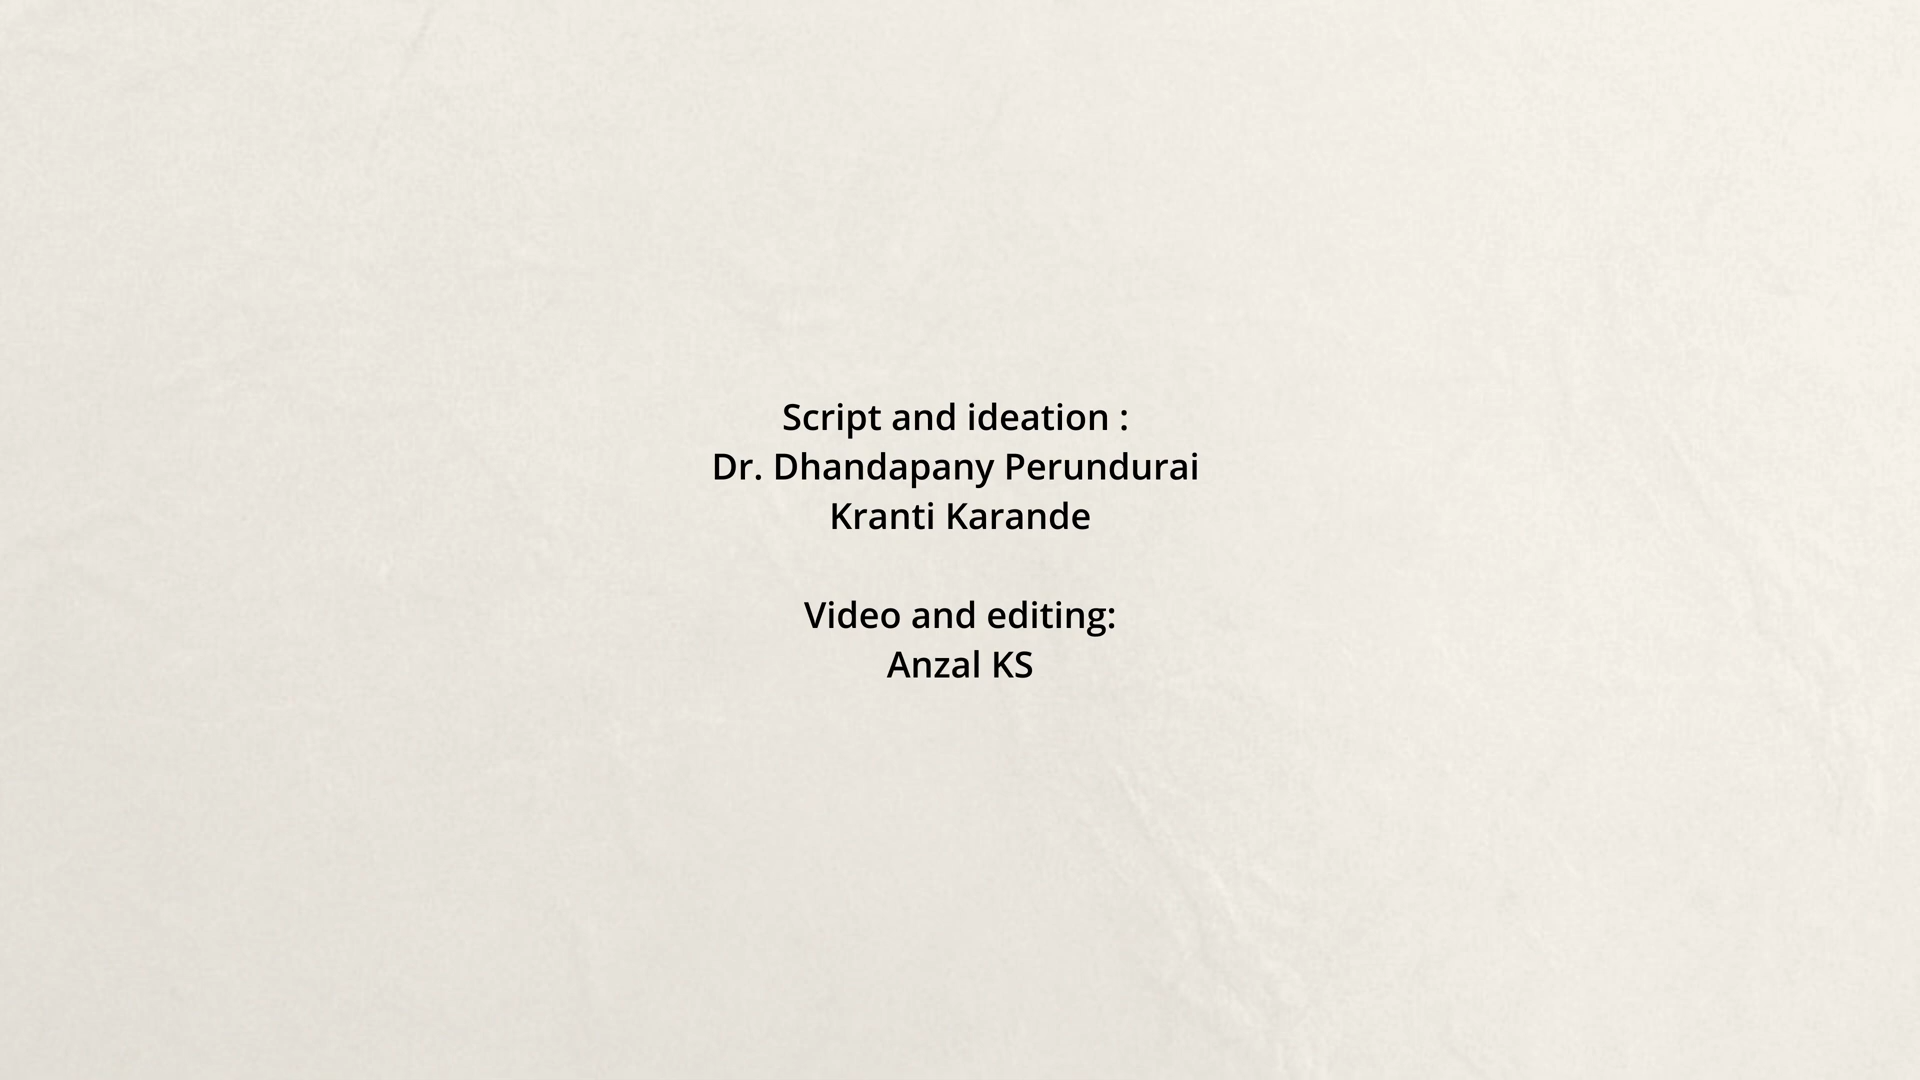 Script and ideation :
Dr. Dhandapany Perundurai
Kranti Karande
Video and editing:
Anzal KS